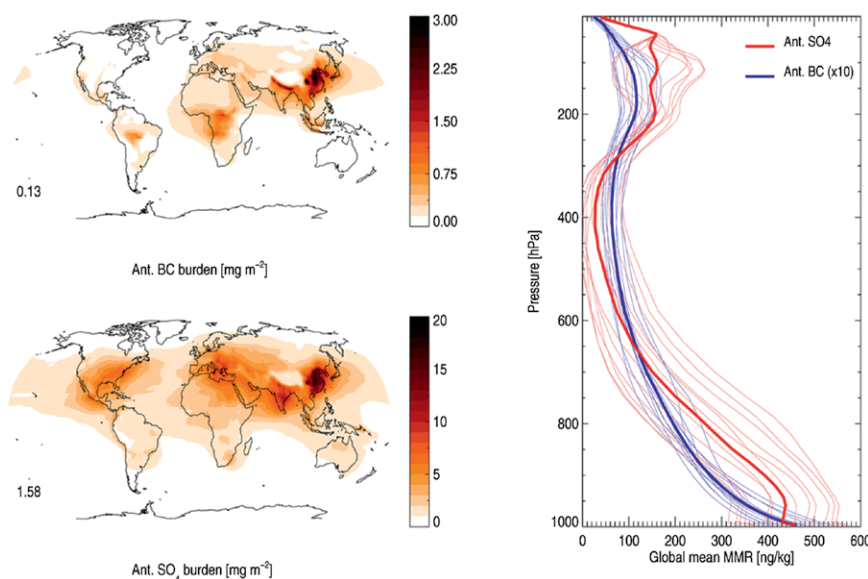 3.00
2.25
1.50
0.75
0.00
0.13
Ant. BC burden [mg m⁻²]
20
15
10
5
0
1.58
Ant. SO₄ burden [mg m⁻²]
Ant. SO4
Ant. BC (x10)
200
400
600
800
1000
Pressure [hPa]
0 100 200 300 400 500 600
Global mean MMR [ng/kg]